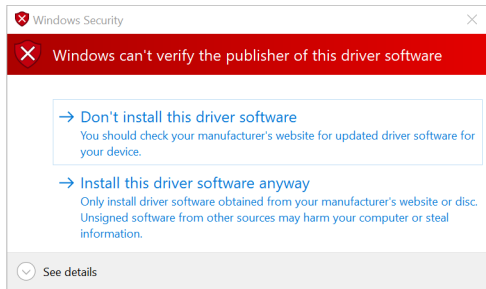 Windows Security
Windows can't verify the publisher of this driver software
Don't install this driver software
You should check your manufacturer's website for updated driver software for
your device.
Install this driver software anyway
Only install driver software obtained from your manufacturer's website or disc.
Unsigned software from other sources may harm your computer or steal
information.
See details